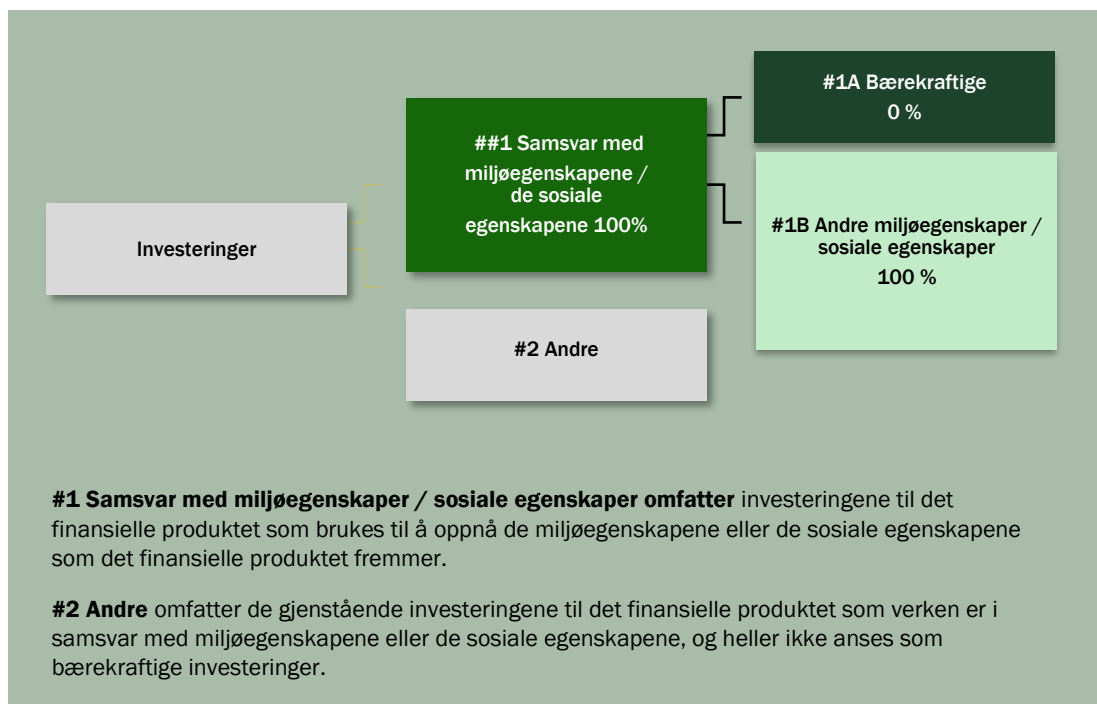 Investeringer
##1 Samsvar med
miljøegenskapene /
de sosiale
egenskapene 100%
#2 Andre
#1A Bærekraftige
0 %
#1B Andre miljøegenskaper /
sosiale egenskaper
100 %
#1 Samsvar med miljøegenskaper / sosiale egenskaper omfatter investeringene til det
finansielle produktet som brukes til å oppnå de miljøegenskapene eller de sosiale egenskapene
som det finansielle produktet fremmer.
#2 Andre omfatter de gjenstående investeringene til det finansielle produktet som verken er i
samsvar med miljøegenskapene eller de sosiale egenskapene, og heller ikke anses som
bærekraftige investeringer.